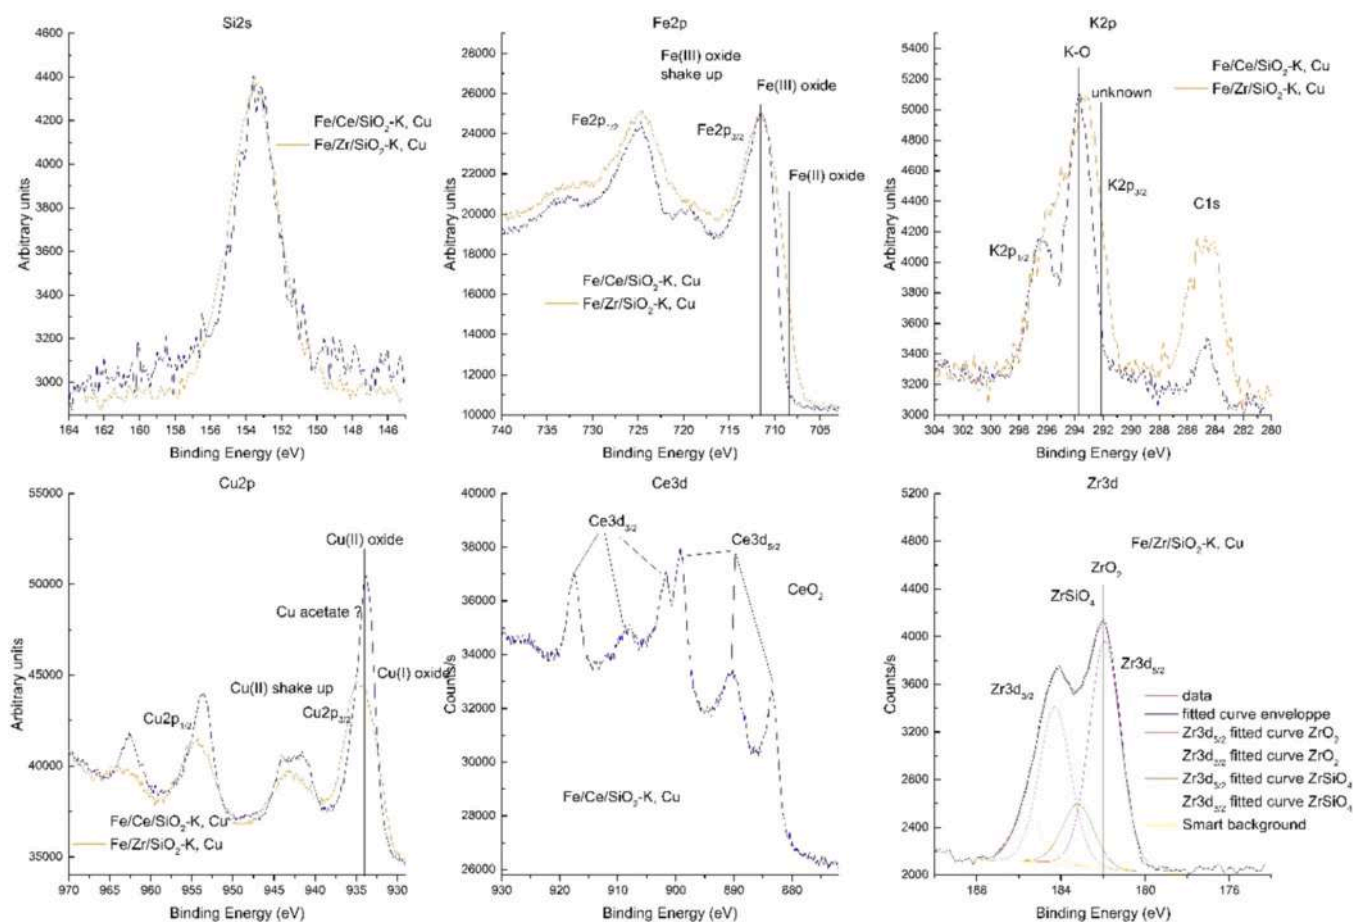 Si2s
Arbitrary units
4400
4200
4000
3800
3600
3400
3200
3000
Fe/Ce/SiO2-K, Cu
Fe/Zr/SiO2-K, Cu
164 162 160 158 156 154 152 150 148 146
Binding Energy (eV)
Fe2p
Arbitrary units
26000
24000
22000
20000
18000
16000
14000
12000
10000
Fe(III) oxide
shake up
Fe(III) oxide
Fe2p1/2
Fe2p3/2
Fe(II) oxide
Fe/Ce/SiO2-K, Cu
Fe/Zr/SiO2-K, Cu
740 735 730 725 720 715 710 705
Binding Energy (eV)
K2p
Arbitrary units
5400
5200
5000
4800
4600
4400
4200
4000
3800
3600
3400
3200
3000
K-O
Fe/Ce/SiO2-K, Cu
Fe/Zr/SiO2-K, Cu
unknown
K2p3/2
C1s
K2p1/2
304 302 300 298 296 294 292 290 288 286 284 282 280
Binding Energy (eV)
Cu2p
Arbitrary units
55000
50000
45000
40000
35000
Cu(II) oxide
Cu acetate ?
Cu(I) oxide
Cu(II) shake up
Cu2p1/2
Cu2p3/2
Fe/Ce/SiO2-K, Cu
Fe/Zr/SiO2-K, Cu
970 965 960 955 950 945 940 935 930
Binding Energy (eV)
Ce3d
Counts/s
40000
38000
36000
34000
32000
30000
28000
26000
Ce3d3/2
Ce3d5/2
CeO2
Fe/Ce/SiO2-K, Cu
930 920 910 900 890 880
Binding Energy (eV)
Zr3d
Counts/s
5200
4800
4400
4000
3600
3200
2800
2400
2000
Fe/Zr/SiO2-K, Cu
ZrO2
ZrSiO4
Zr3d5/2
Zr3d3/2
data
fitted curve enveloppe
Zr3d5/2 fitted curve ZrO2
Zr3d3/2 fitted curve ZrO2
Zr3d5/2 fitted curve ZrSiO4
Zr3d3/2 fitted curve ZrSiO4
Smart background
188 184 180 176
Binding Energy (eV)